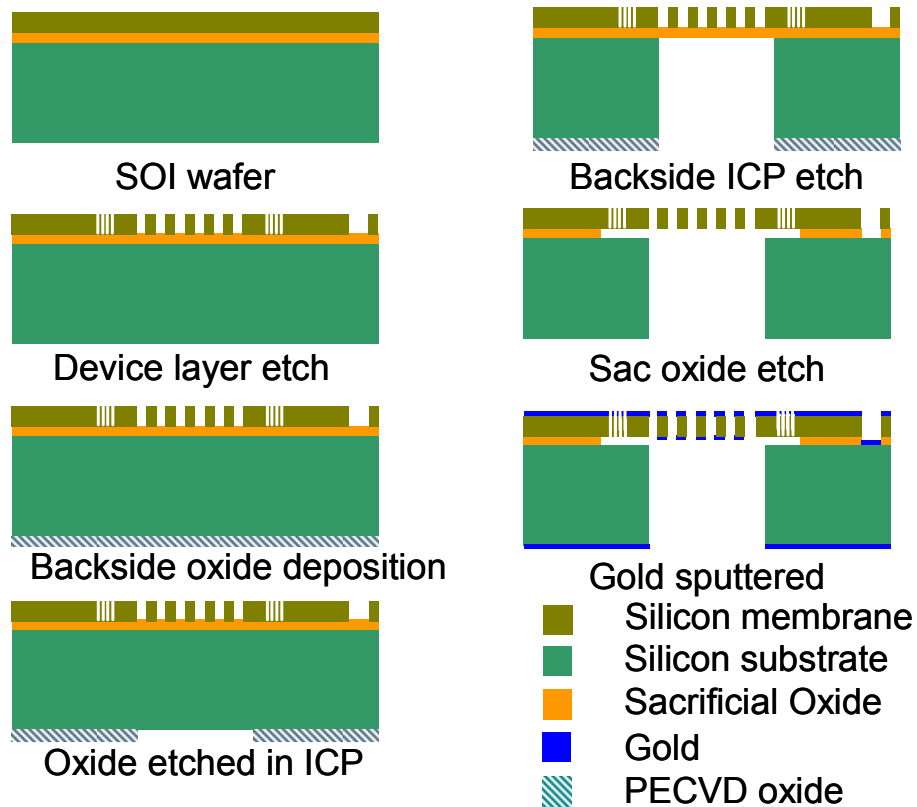 SOI wafer
Device layer etch
Backside oxide deposition
Oxide etched in ICP
Backside ICP etch
Sac oxide etch
Gold sputtered
Silicon membrane
Silicon substrate
Sacrificial Oxide
Gold
PECVD oxide